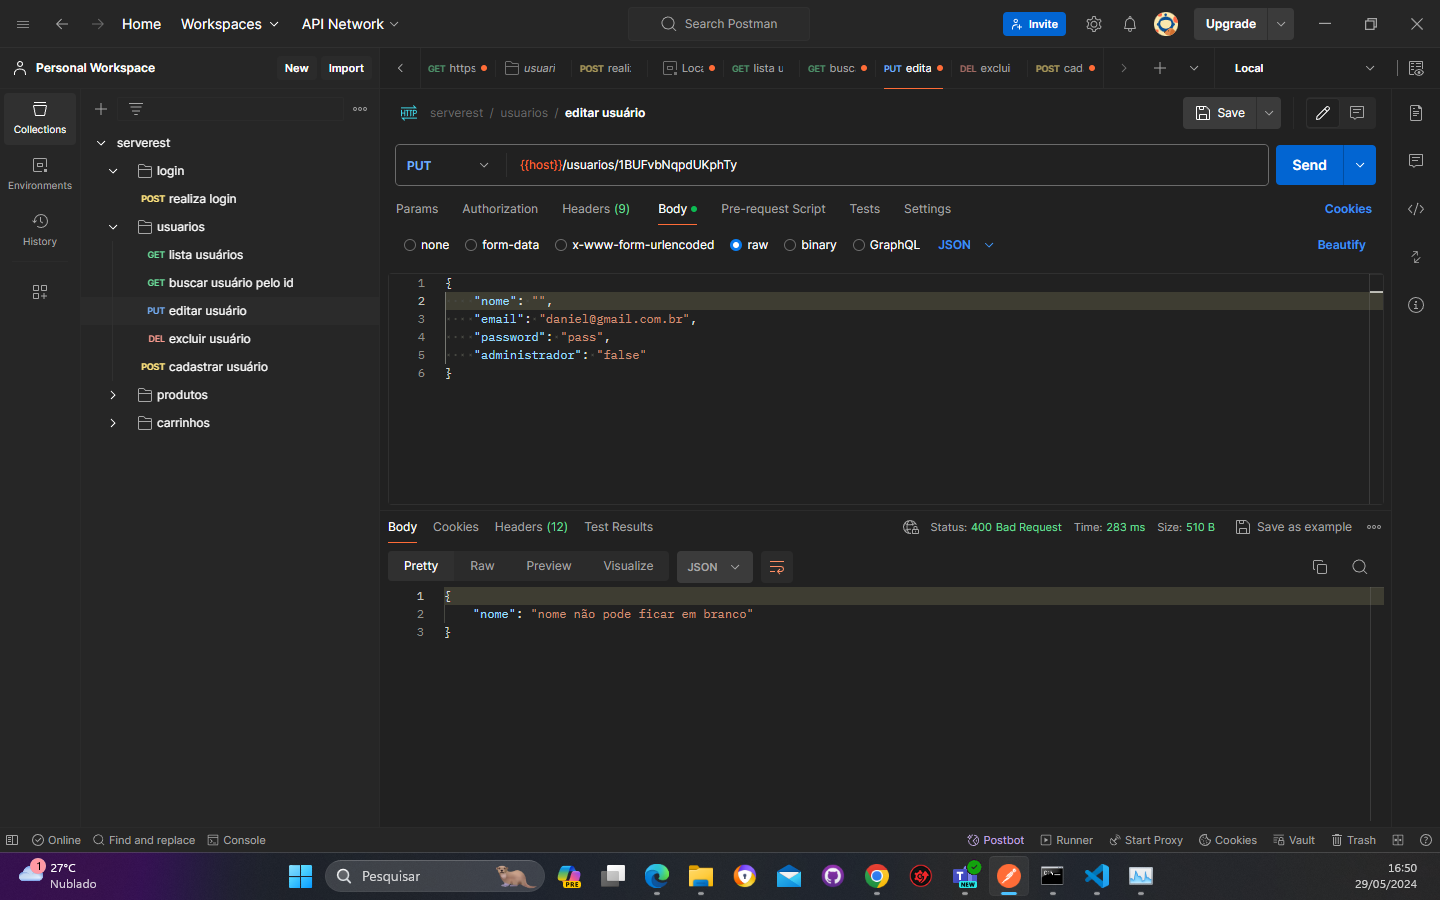 Home Workspaces API Network Search Postman Invite Upgrade
Personal Workspace New Import GET https usuari POST reali: Loca GET lista u GET busc PUT edita DEL exclui POST cad Local
Collections
Environments
History
serverest
login
POST realiza login
usuarios
GET lista usuários
GET buscar usuário pelo id
PUT editar usuário
DEL excluir usuário
POST cadastrar usuário
produtos
carrinhos
HTTP serverest / usuarios / editar usuário Save
PUT {{host}}/usuarios/1BUFvbNqpdUKphTy Send
Params Authorization Headers (9) Body Pre-request Script Tests Settings Cookies
none form-data x-www-form-urlencoded raw binary GraphQL JSON Beautify
1 {
2 "nome": "",
3 "email": "daniel@gmail.com.br",
4 "password": "pass",
5 "administrador": "false"
6 }
Body Cookies Headers (12) Test Results Status: 400 Bad Request Time: 283 ms Size: 510 B Save as example
Pretty Raw Preview Visualize JSON
1 {
2 "nome": "nome não pode ficar em branco"
3 }
Online Find and replace Console Postbot Runner Start Proxy Cookies Vault Trash
1 27°C
Nublado
Pesquisar
PRE
NEW
16:50
29/05/2024